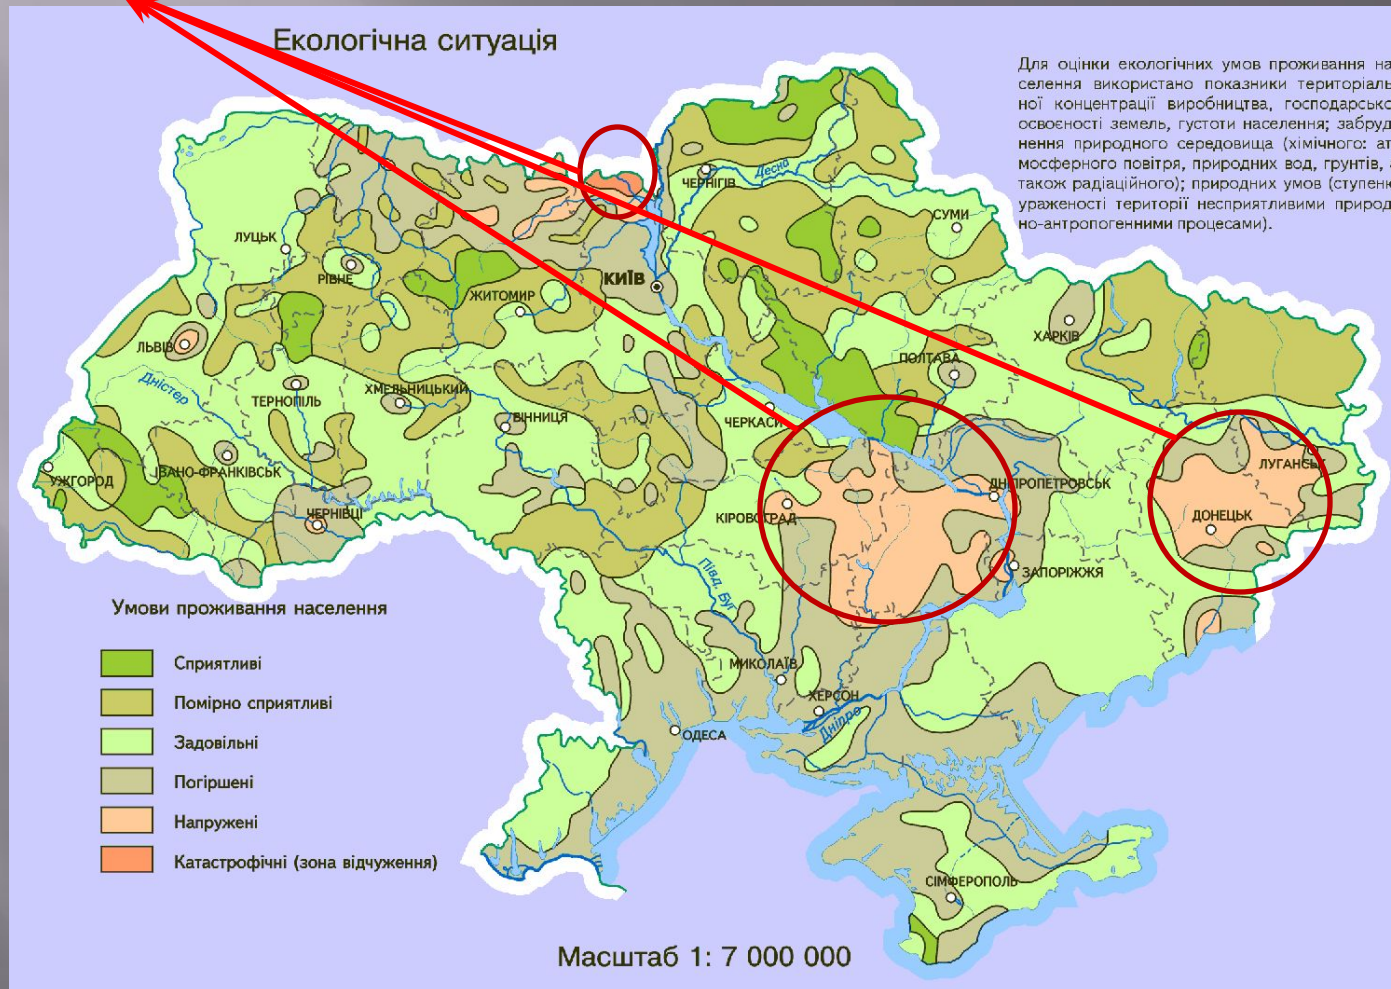 Екологічна ситуація
Для оцінки екологічних умов проживання на-
селення використано показники територіаль-
ної концентрації виробництва, господарсько
освоєності земель, густоти населення; забруд
нення природного середовища (хімічного: ат
мосферного повітря, природних вод, грунтів,
також радіаційного); природних умов (ступеню
ураженості території несприятливими природ
но-антропогенними процесами).
ЧЕРНІГІВ
Десна
СУМИ
ЛУЦЬК
РІВНЕ
КИЇВ
ЖИТОМИР
ХАРКІВ
ЛЬВІВ
ПОЛТАВА
Дністер
ТЕРНОПІЛЬ
ХМЕЛЬНИЦЬКИЙ
ВІННИЦЯ
ЧЕРКАСИ
УЖГОРОД
ІВАНО-ФРАНКІВСЬК
ЛУГАНСЬК
ДНІПРОПЕТРОВСЬК
ЧЕРНІВЦІ
КІРОВОГРАД
ДОНЕЦЬК
ЗАПОРІЖЖЯ
Півд. Буг
МИКОЛАЇВ
ХЕРСОН
Дніпро
ОДЕСА
СІМФЕРОПОЛЬ
Умови проживання населення
Сприятливі
Помірно сприятливі
Задовільні
Погіршені
Напружені
Катастрофічні (зона відчуження)
Масштаб 1: 7 000 000